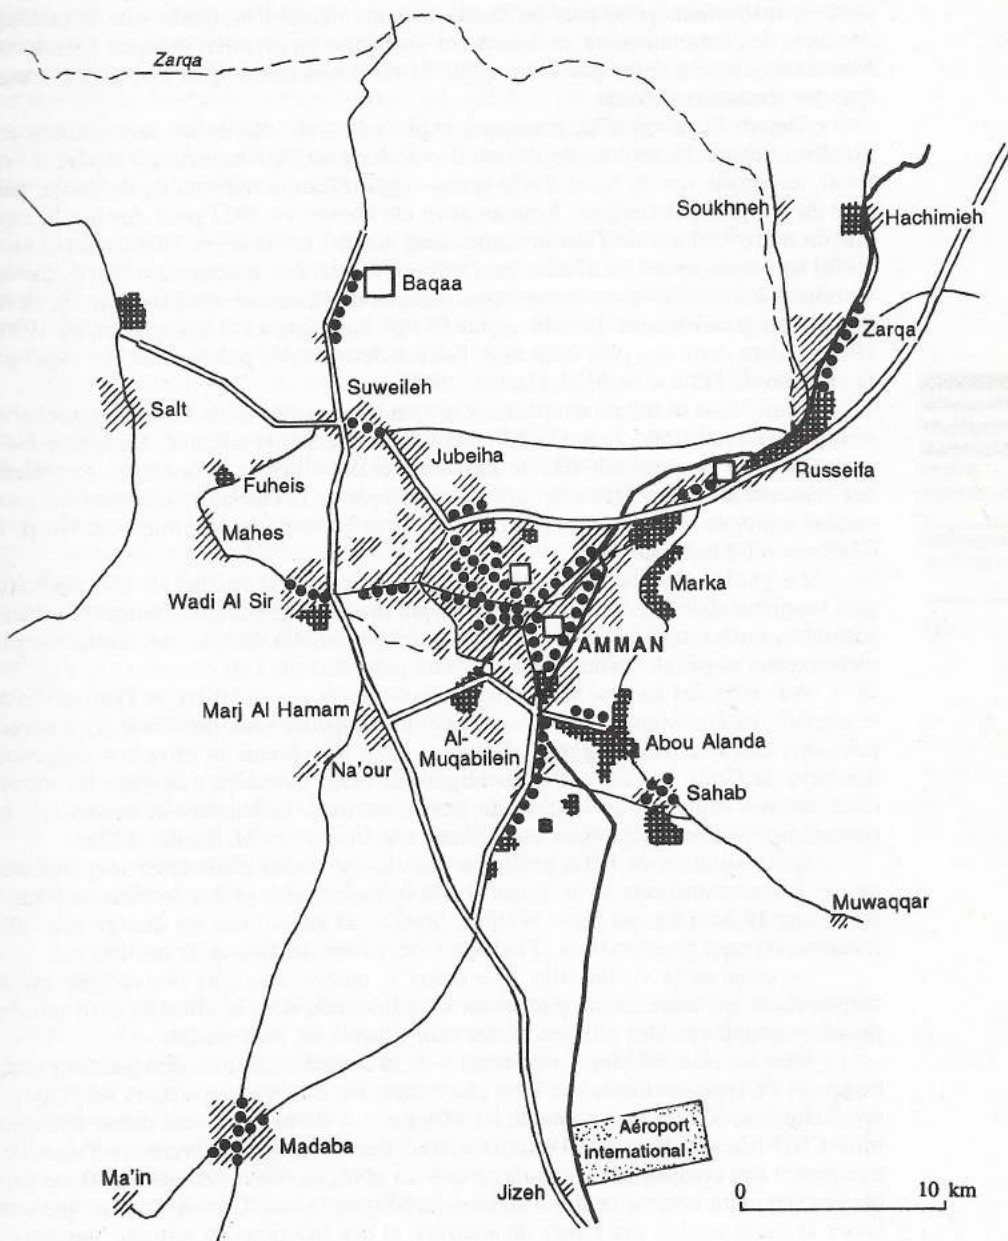 Zarqa
Soukhneh
Hachimieh
Baqaa
Zarqa
Suweileh
Salt
Jubeiha
Russeifa
Fuheis
Mahes
Marka
Wadi Al Sir
AMMAN
Marj Al Hamam
Al-
Muqabilein
Abou Alanda
Na'our
Sahab
Muwaqqar
Aéroport
international
Madaba
Ma'in
Jizeh
0 10 km